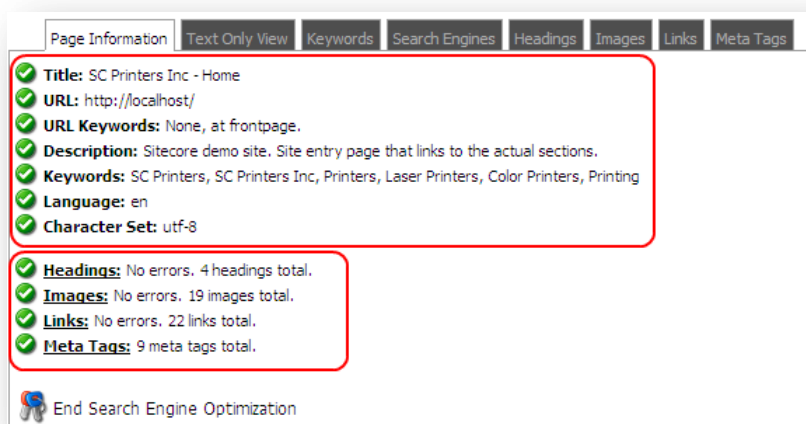 Page Information Text Only View Keywords Search Engines Headings Images Links Meta Tags
Title: SC Printers Inc - Home
URL: http://localhost/
URL Keywords: None, at frontpage.
Description: Sitecore demo site. Site entry page that links to the actual sections.
Keywords: SC Printers, SC Printers Inc, Printers, Laser Printers, Color Printers, Printing
Language: en
Character Set: utf-8
Headings: No errors. 4 headings total.
Images: No errors. 19 images total.
Links: No errors. 22 links total.
Meta Tags: 9 meta tags total.
End Search Engine Optimization